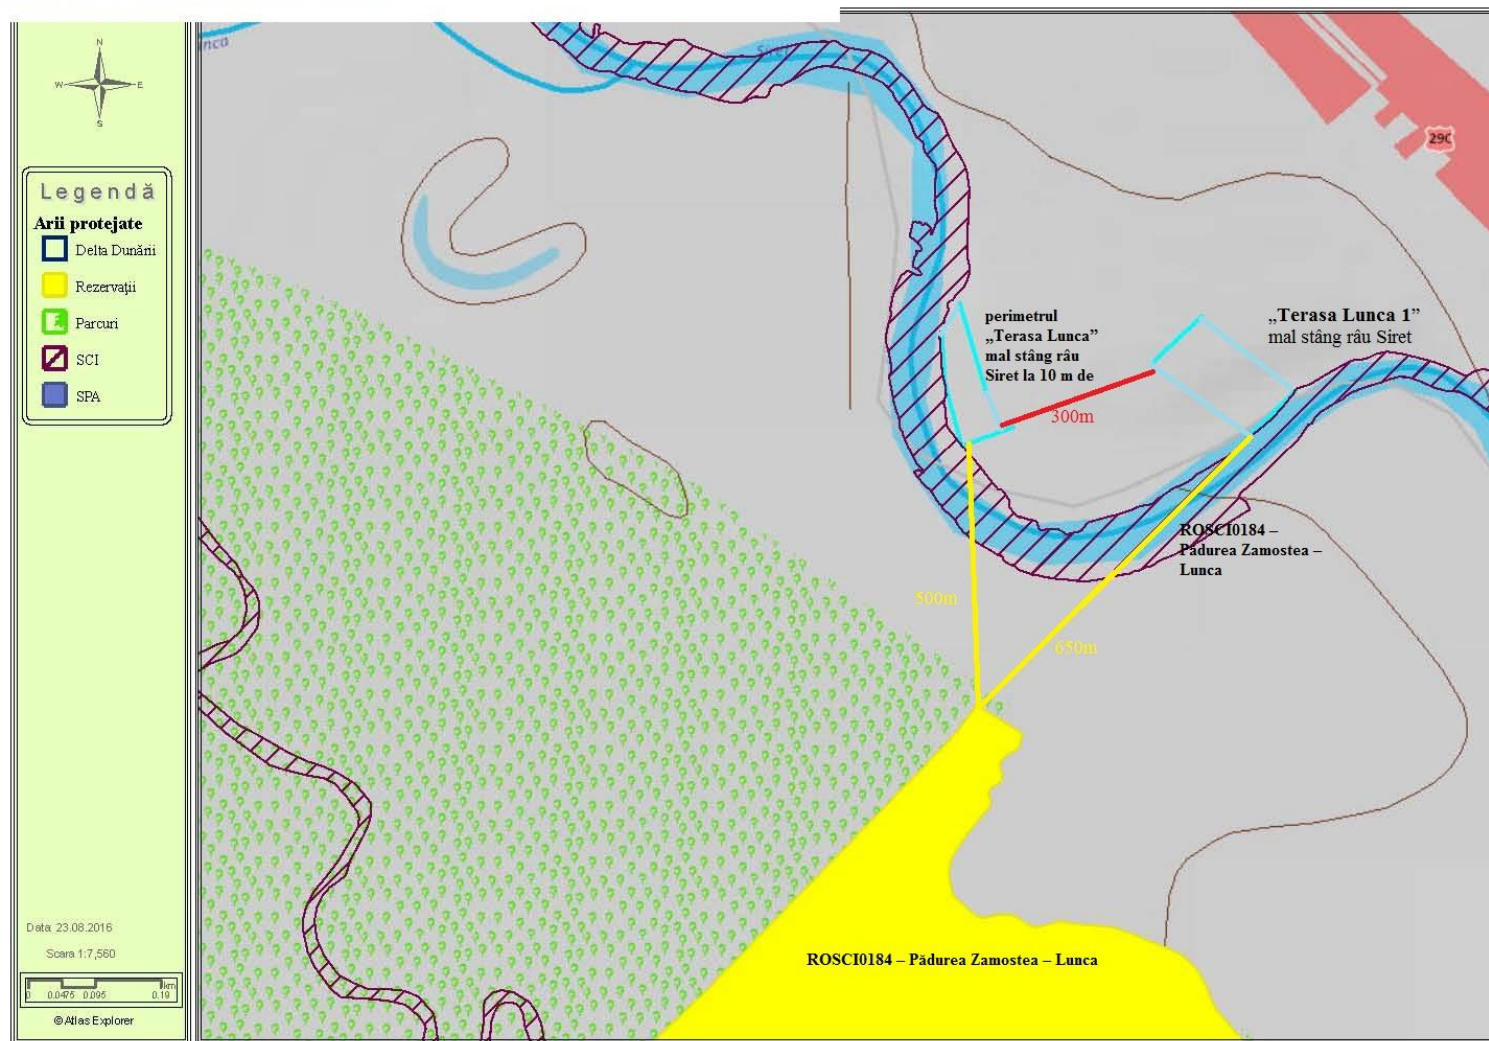 N
W E
S
Legendă
Arii protejate
Delta Dunării
Rezervații
Parcuri
SCI
SPA
Data: 23.08.2016
Scara 1:7,560
km
0 0.0475 0.095 0.19
© Atlas Explorer
Siret
29C
perimetrul
„Terasa Lunca”
mal stâng râu
Siret la 10 m de
„Terasa Lunca 1”
mal stâng râu Siret
300m
ROSCI0184 –
Pădurea Zamostea –
Lunca
500m
650m
ROSCI0184 – Pădurea Zamostea – Lunca